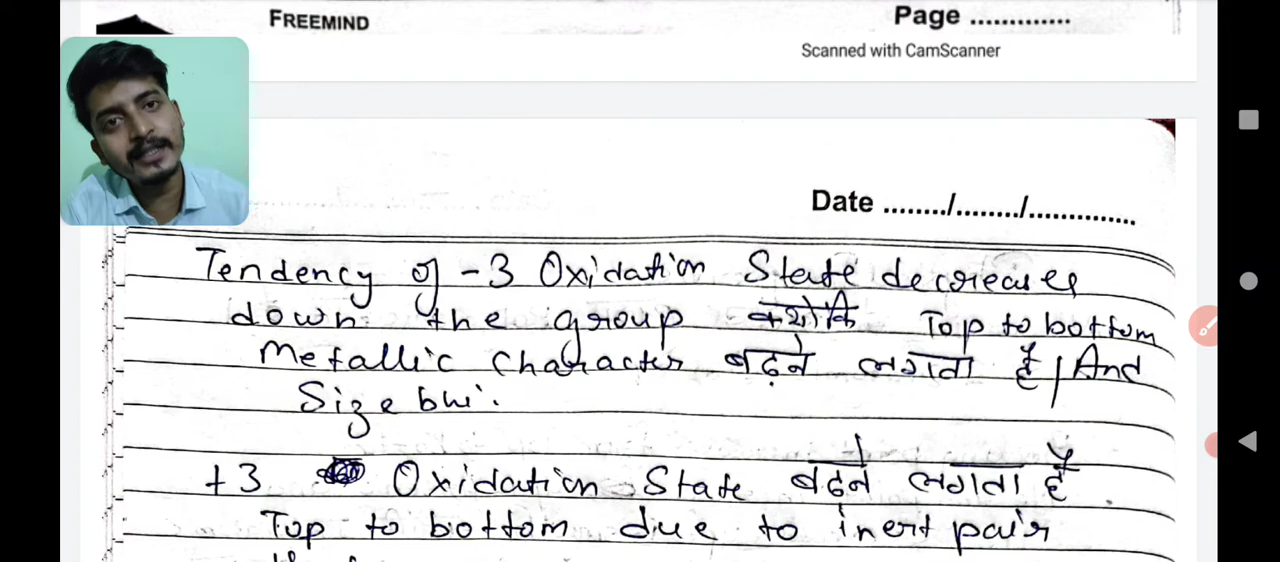 FREEMIND
Page .............
Scanned with CamScanner
Date ......../......../..............
Tendency of -3 Oxidation State decreases
down the group क्योंकि Top to bottom
Metallic character बढ़ने लगता है | And
Size bhi.
+3 Oxidation State बढ़ने लगता है
Top to bottom due to inert pair